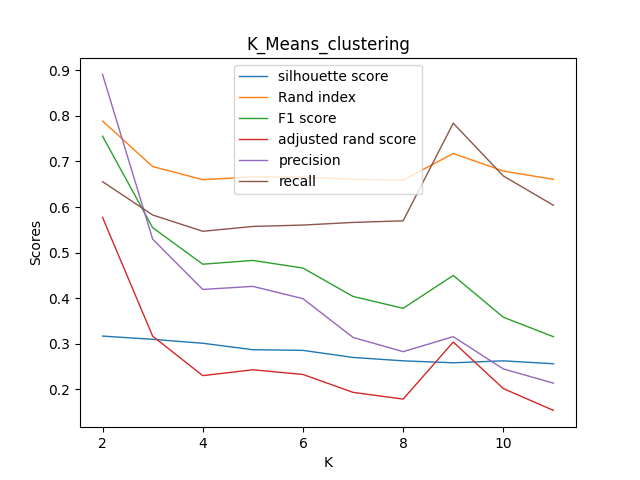 K_Means_clustering
silhouette score
Rand index
F1 score
adjusted rand score
precision
recall
Scores
0.9
0.8
0.7
0.6
0.5
0.4
0.3
0.2
2
4
6
8
10
K